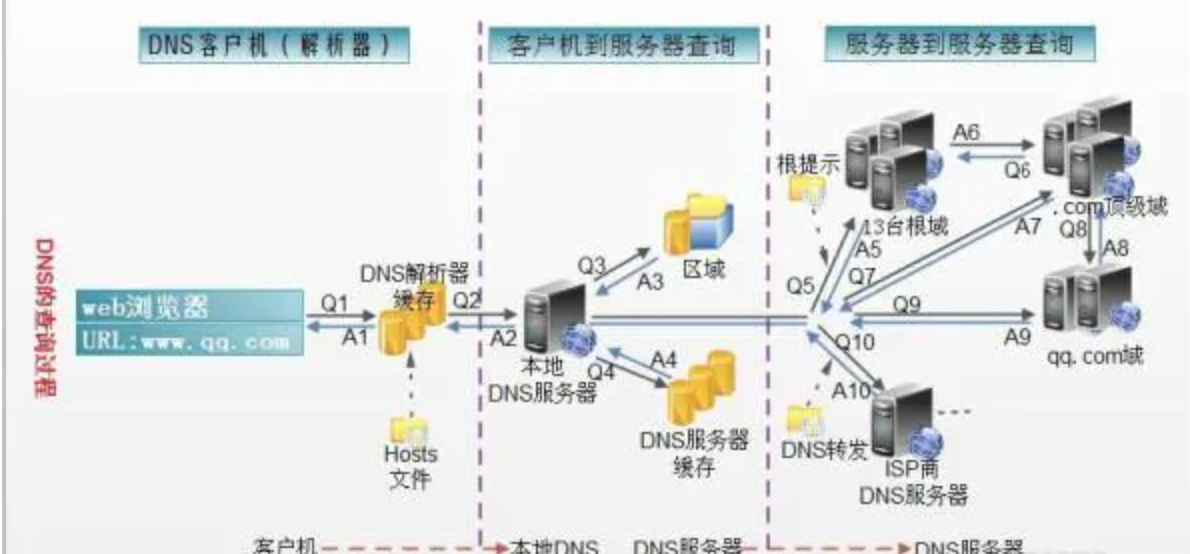 DNS客户机（解析器）
客户机到服务器查询
服务器到服务器查询
DNS的查询过程
web浏览器
URL:www.qq.com
Q1
A1
DNS解析器
缓存
Hosts
文件
Q2
A2
本地
DNS服务器
Q3
A3
区域
Q4
A4
DNS服务器
缓存
根提示
13台根域
A6
Q6
.com顶级域
Q5
A5
Q7
A7
Q8
A8
Q9
A9
qq.com域
Q10
A10
DNS转发
ISP商
DNS服务器
客户机
本地DNS
DNS服务器
DNS服务器